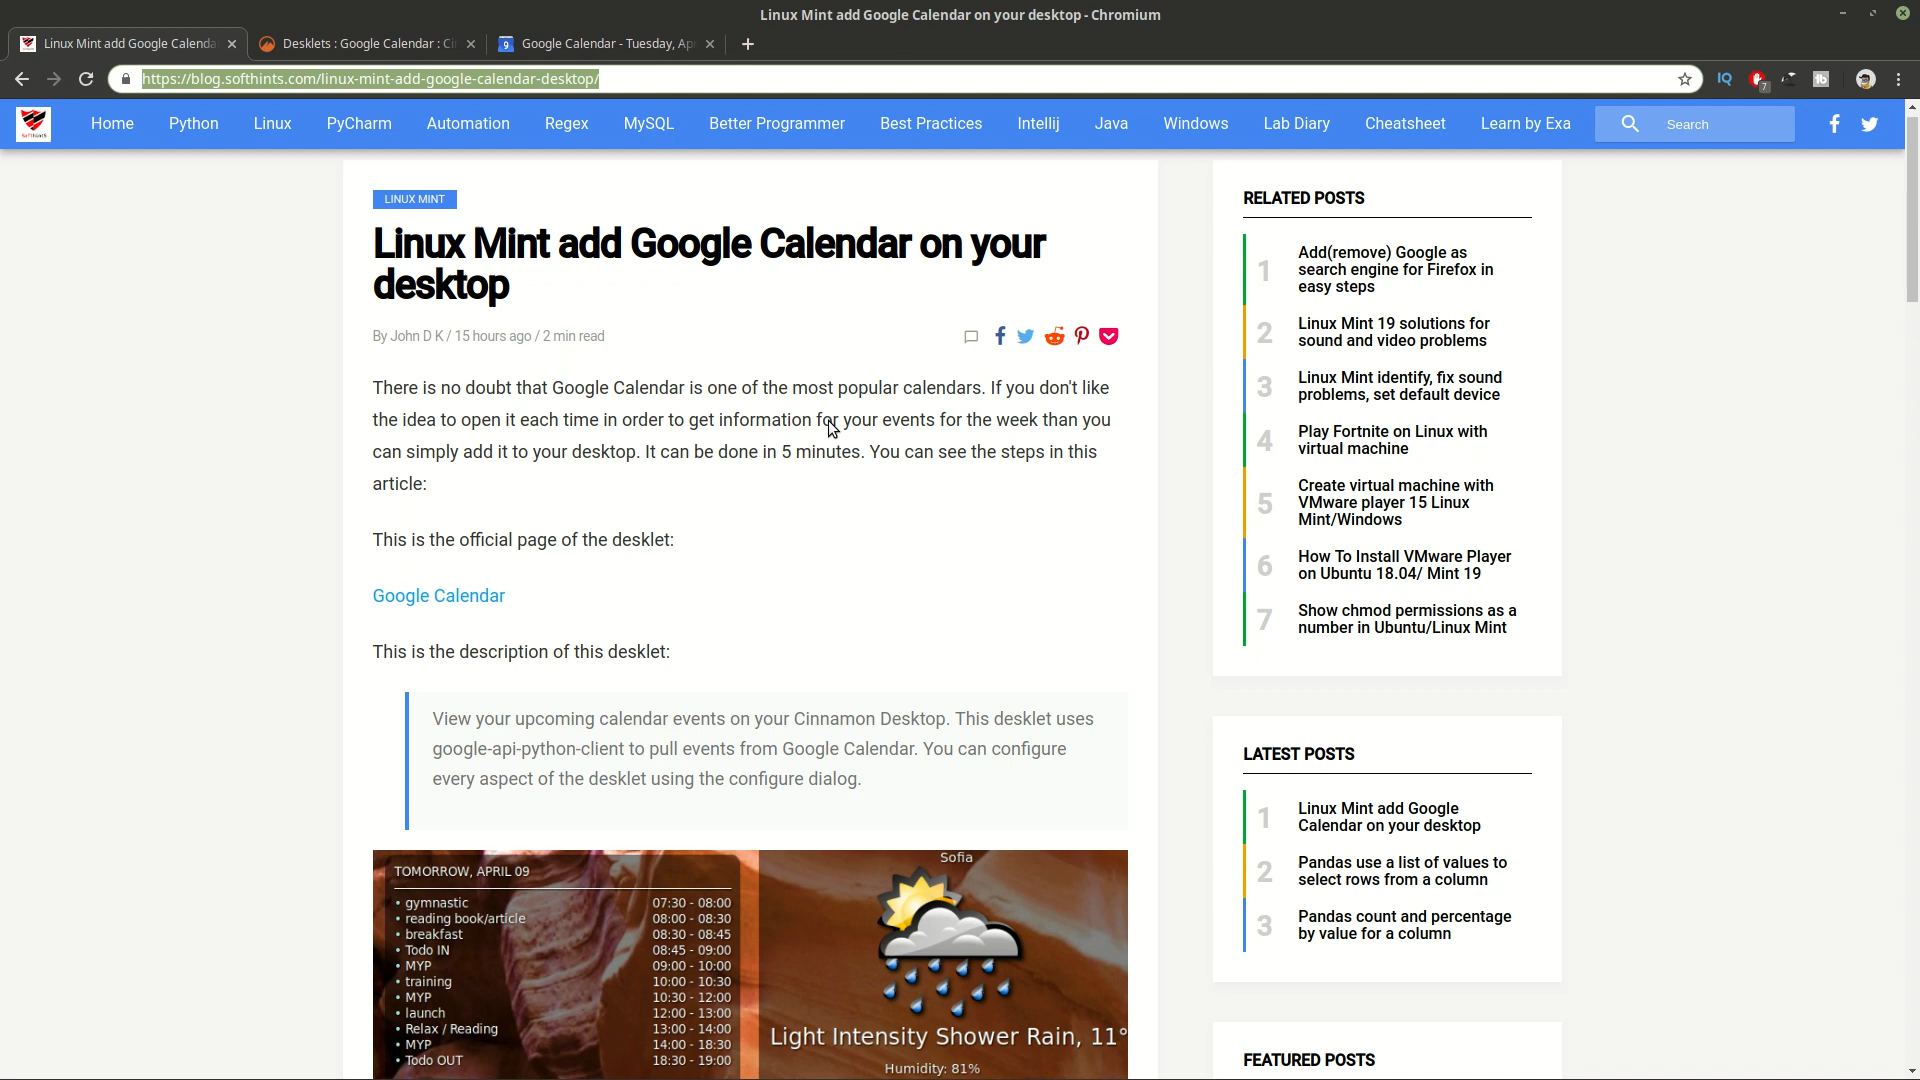 Linux Mint add Google Calendar on your desktop - Chromium
Linux Mint add Google Calenda
Desklets : Google Calendar : Ci
Google Calendar - Tuesday, Ap
https://blog.softhints.com/linux-mint-add-google-calendar-desktop/
7
Home Python Linux PyCharm Automation Regex MySQL Better Programmer Best Practices Intellij Java Windows Lab Diary Cheatsheet Learn by Exa Search
LINUX MINT
Linux Mint add Google Calendar on your
desktop
By John D K / 15 hours ago / 2 min read
There is no doubt that Google Calendar is one of the most popular calendars. If you don't like
the idea to open it each time in order to get information for your events for the week than you
can simply add it to your desktop. It can be done in 5 minutes. You can see the steps in this
article:
This is the official page of the desklet:
Google Calendar
This is the description of this desklet:
View your upcoming calendar events on your Cinnamon Desktop. This desklet uses
google-api-python-client to pull events from Google Calendar. You can configure
every aspect of the desklet using the configure dialog.
TOMORROW, APRIL 09
• gymnastic 07:30 - 08:00
• reading book/article 08:00 - 08:30
• breakfast 08:30 - 08:45
• Todo IN 08:45 - 09:00
• MYP 09:00 - 10:00
• training 10:00 - 10:30
• MYP 10:30 - 12:00
• launch 12:00 - 13:00
• Relax / Reading 13:00 - 14:00
• MYP 14:00 - 18:30
• Todo OUT 18:30 - 19:00
Sofia
Light Intensity Shower Rain, 11°
Humidity: 81%
RELATED POSTS
1 Add(remove) Google as
search engine for Firefox in
easy steps
2 Linux Mint 19 solutions for
sound and video problems
3 Linux Mint identify, fix sound
problems, set default device
4 Play Fortnite on Linux with
virtual machine
5 Create virtual machine with
VMware player 15 Linux
Mint/Windows
6 How To Install VMware Player
on Ubuntu 18.04/ Mint 19
7 Show chmod permissions as a
number in Ubuntu/Linux Mint
LATEST POSTS
1 Linux Mint add Google
Calendar on your desktop
2 Pandas use a list of values to
select rows from a column
3 Pandas count and percentage
by value for a column
FEATURED POSTS